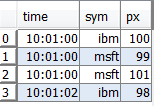 time sym px
0 10:01:00 ibm 100
1 10:01:00 msft 99
2 10:01:00 msft 101
3 10:01:02 ibm 98